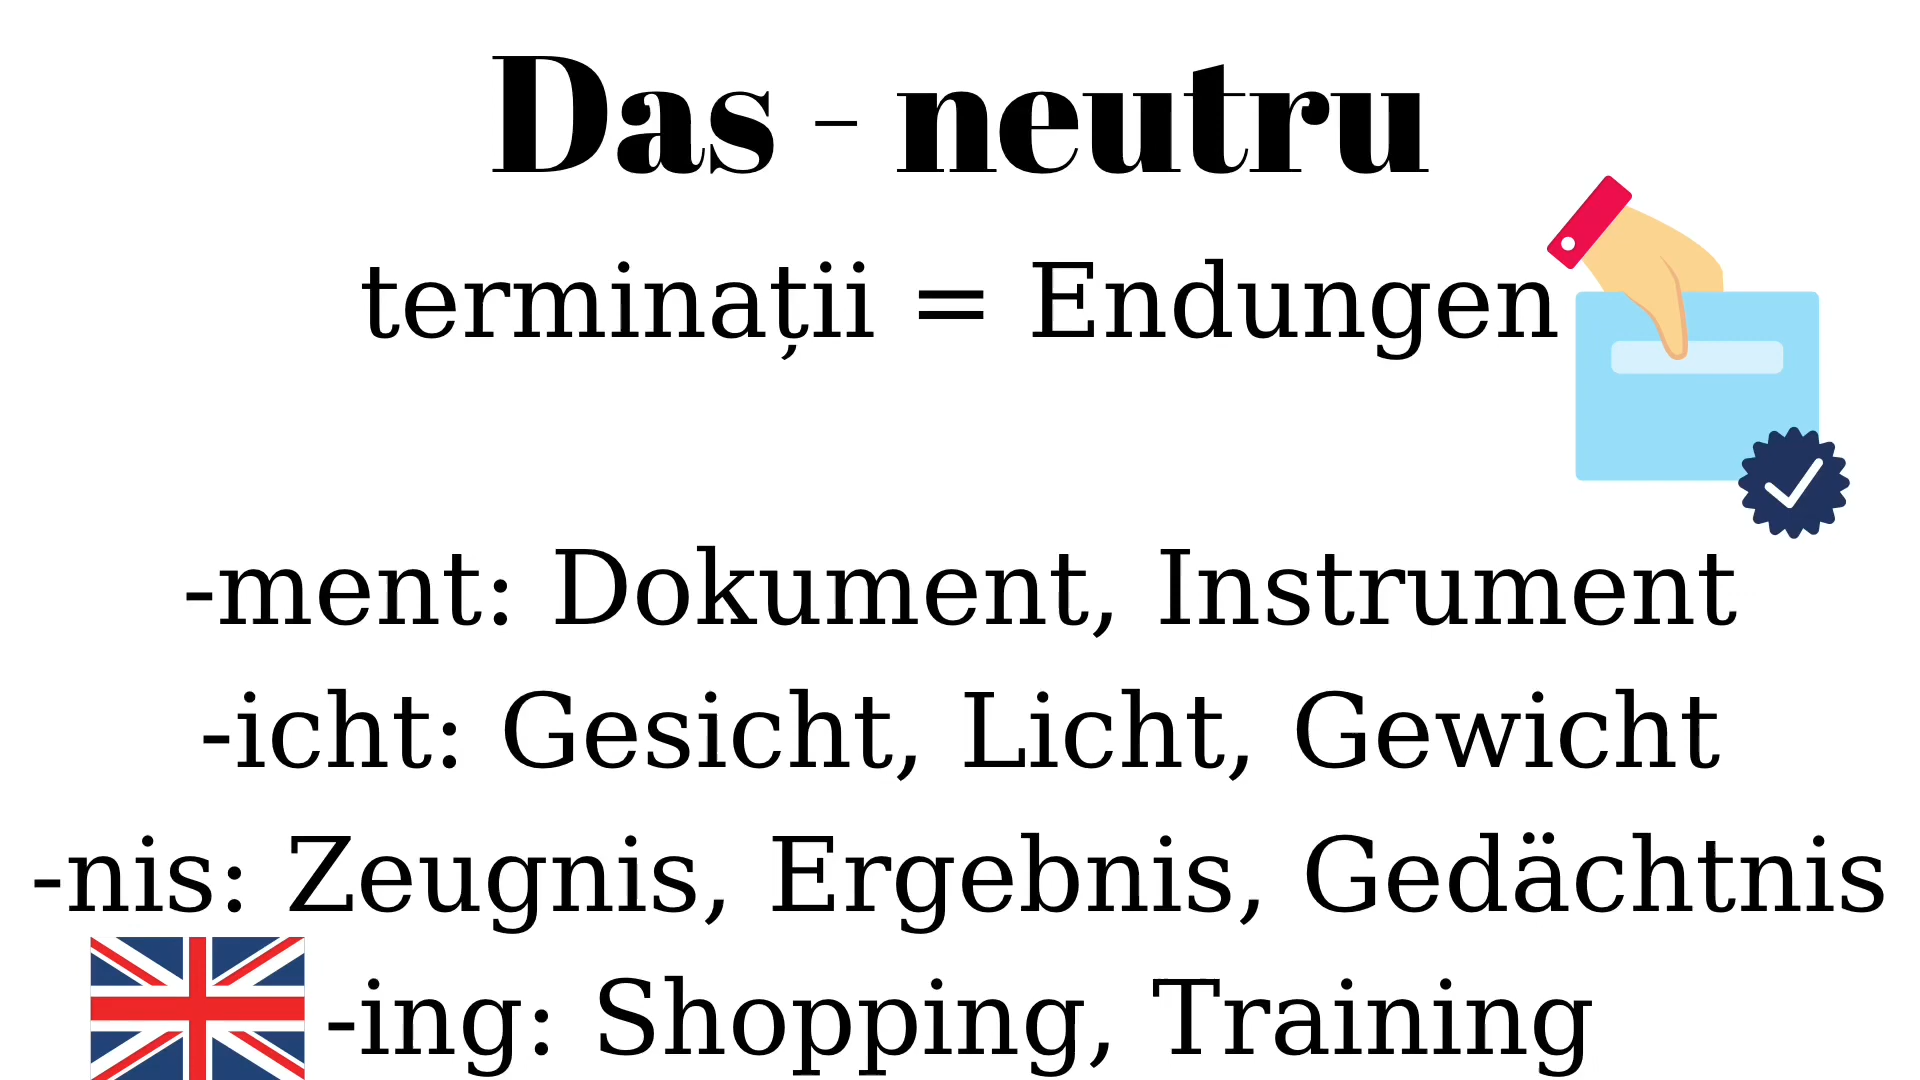 Das - neutru
terminații = Endungen
-ment: Dokument, Instrument
-icht: Gesicht, Licht, Gewicht
-nis: Zeugnis, Ergebnis, Gedächtnis
-ing: Shopping, Training